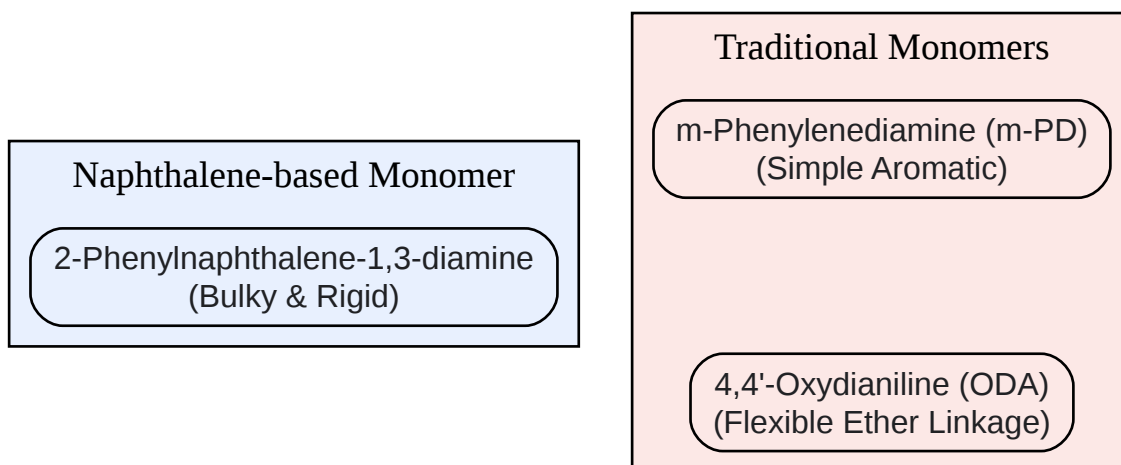 Naphthalene-based Monomer
2-Phenylnaphthalene-1,3-diamine
(Bulky & Rigid)
Traditional Monomers
m-Phenylenediamine (m-PD)
(Simple Aromatic)
4,4'-Oxydianiline (ODA)
(Flexible Ether Linkage)